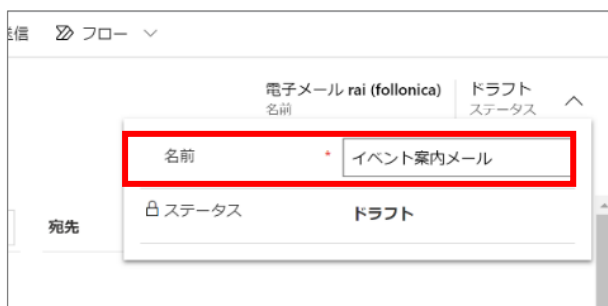 送信 フロー
電子メール rai (follonica) ドラフト
名前 ステータス
名前 * イベント案内メール
ステータス ドラフト
宛先